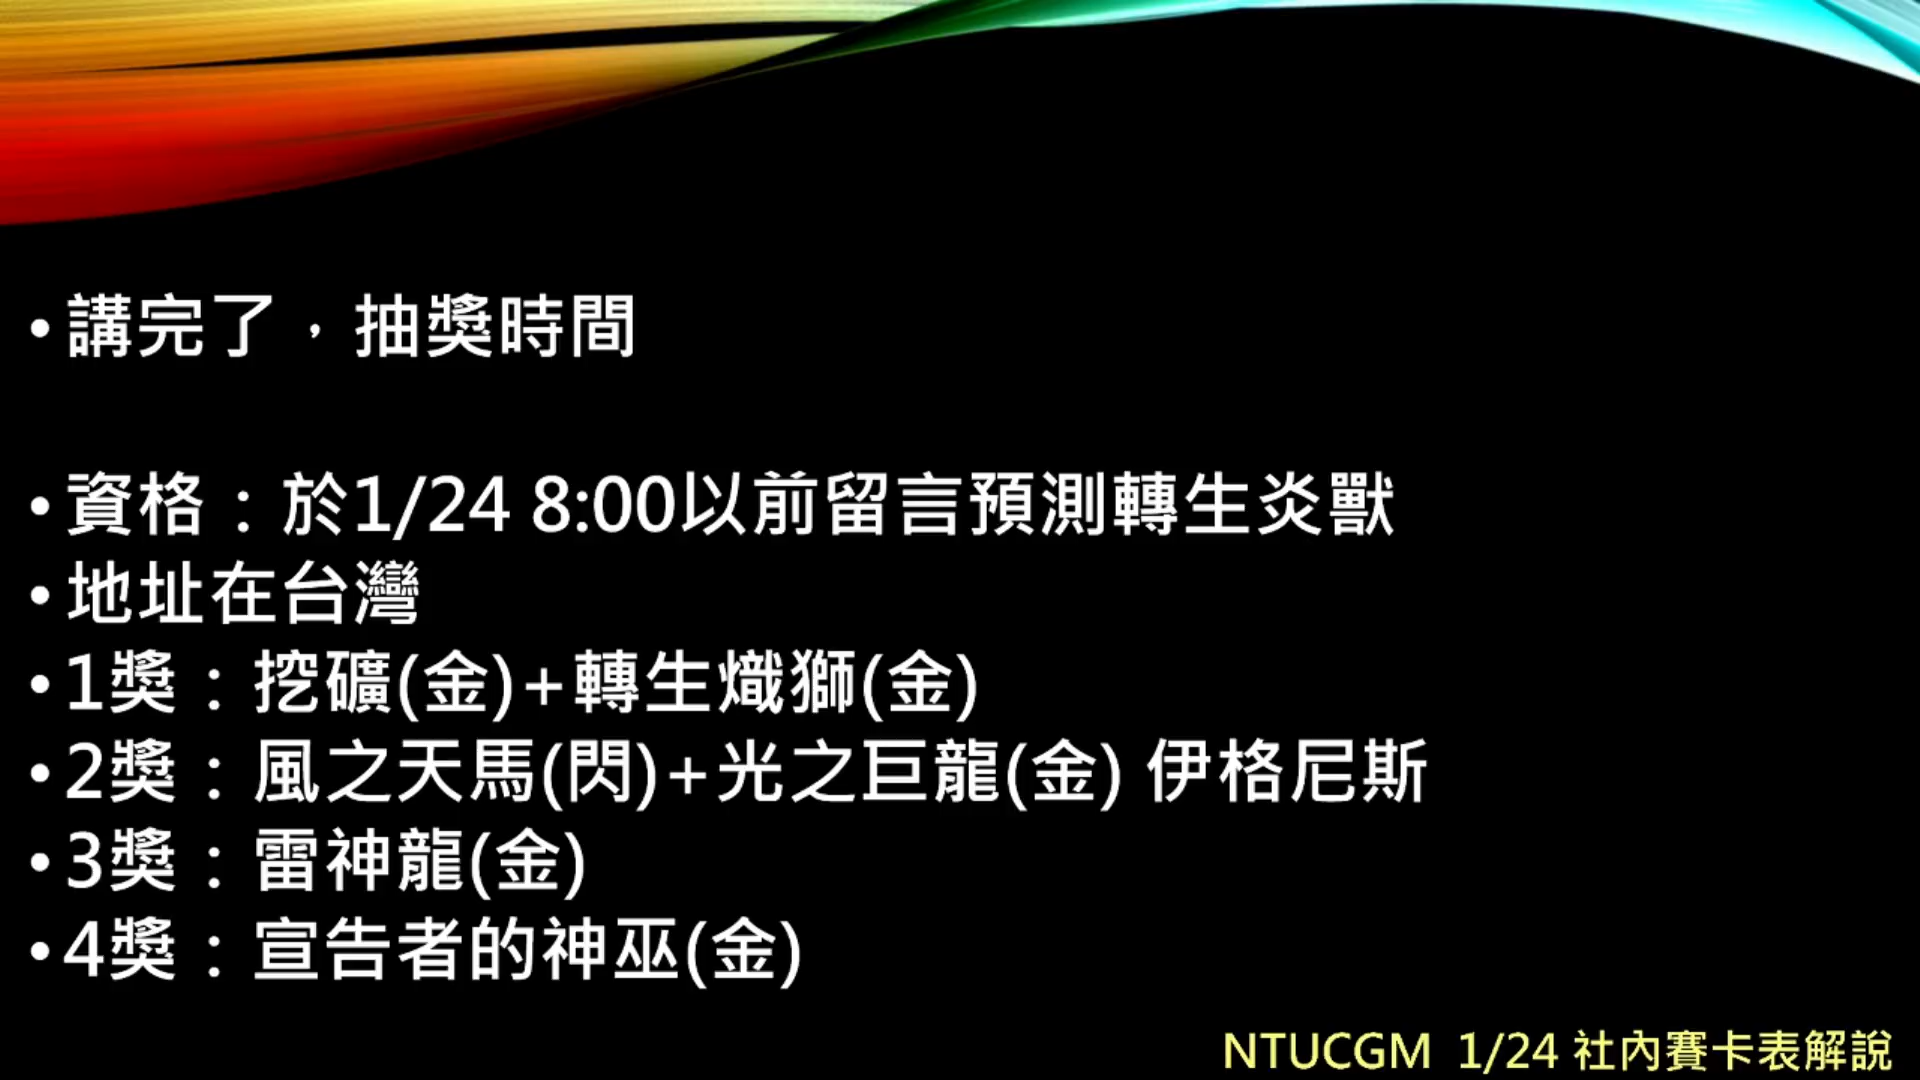 •講完了，抽獎時間
•資格：於1/24 8:00以前留言預測轉生炎獸
•地址在台灣
•1獎：挖礦(金)+轉生熾獅(金)
•2獎：風之天馬(閃)+光之巨龍(金) 伊格尼斯
•3獎：雷神龍(金)
•4獎：宣告者的神巫(金)
NTUCGM 1/24 社內賽卡表解說